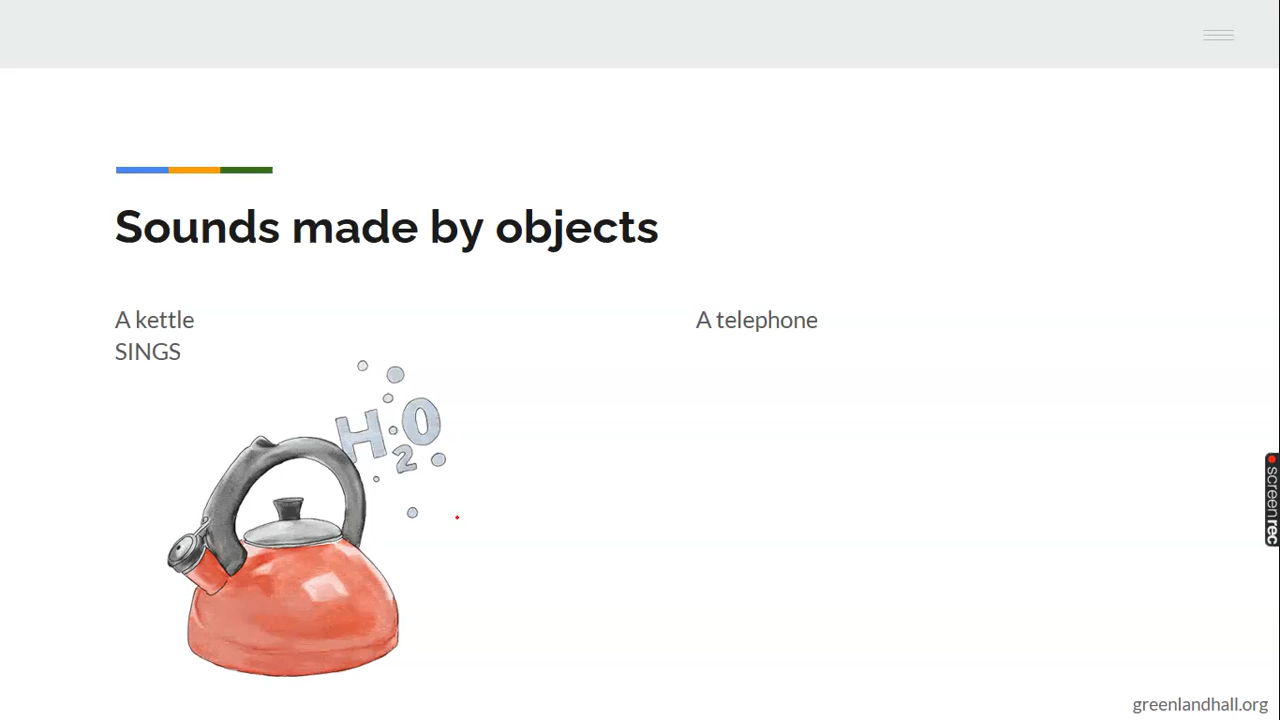 Sounds made by objects
A kettle
SINGS
A telephone
H2O
screenrec
greenlandhall.org